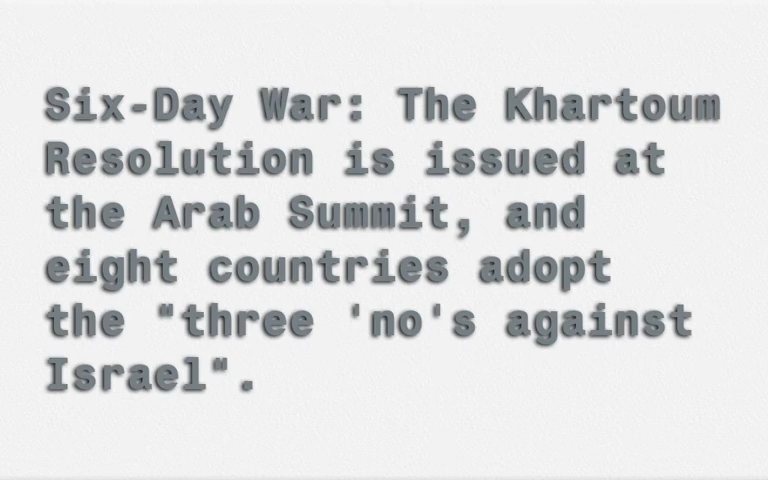 Six-Day War: The Khartoum
Resolution is issued at
the Arab Summit, and
eight countries adopt
the "three 'no's against
Israel".